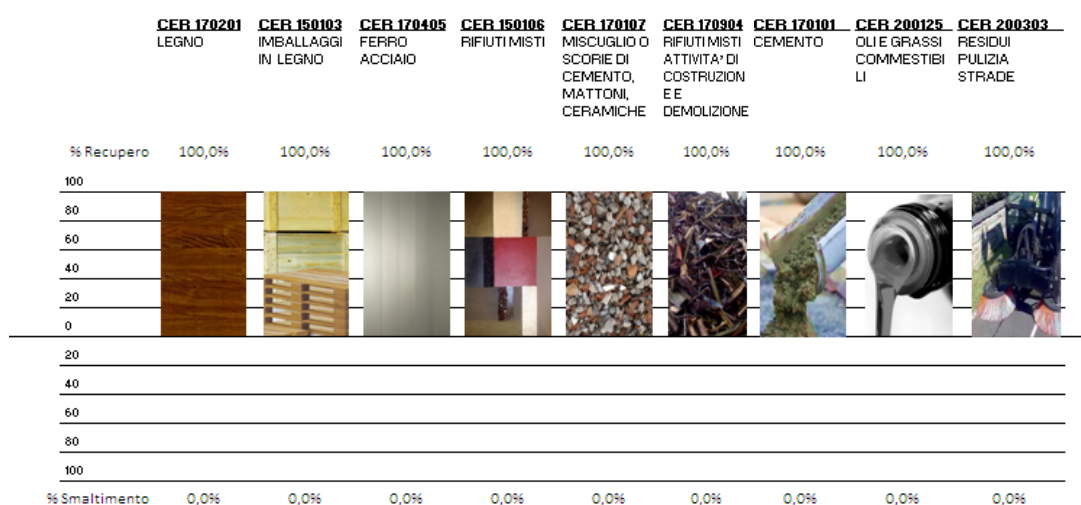 CER 170201 CER 150103 CER 170405 CER 150106 CER 170107 CER 170904 CER 170101 CER 200125 CER 200303
LEGNO
IMBALLAGGI
IN LEGNO
FERRO
ACCIAIO
RIFIUTI MISTI
MISCUGLIO O
SCORIE DI
CEMENTO,
MATTONI,
CERAMICHE
RIFIUTI MISTI
ATTIVITA' DI
COSTRUZION
E E
DEMOLIZIONE
CEMENTO
OLI E GRASSI
COMMESTIBI
LI
RESIDUI
PULIZIA
STRADE
% Recupero 100,0% 100,0% 100,0% 100,0% 100,0% 100,0% 100,0% 100,0% 100,0%
100
80
60
40
20
0
20
40
60
80
100
% Smaltimento 0,0% 0,0% 0,0% 0,0% 0,0% 0,0% 0,0% 0,0% 0,0%